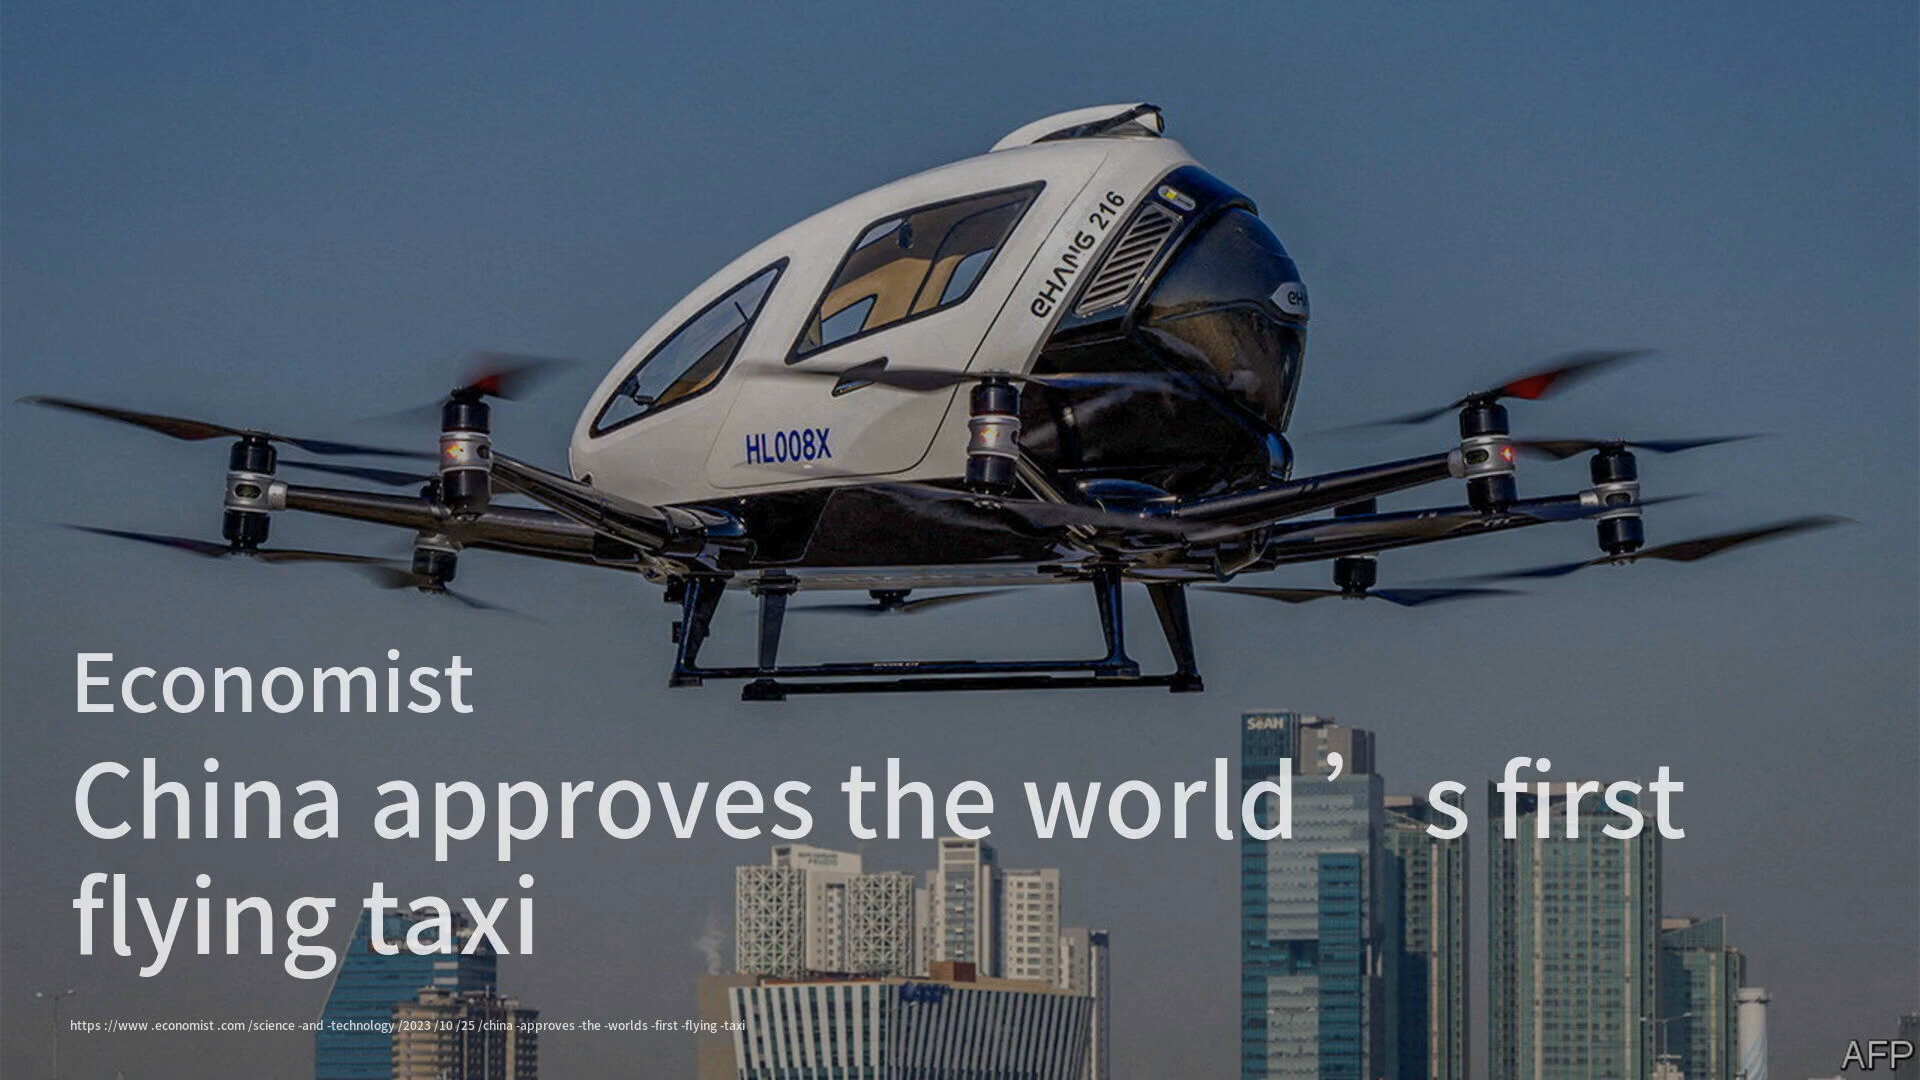 EHANG 216
HL008X
SeAH
Economist
China approves the world’s first
flying taxi
https://www.economist.com/science-and-technology/2023/10/25/china-approves-the-worlds-first-flying-taxi
AFP